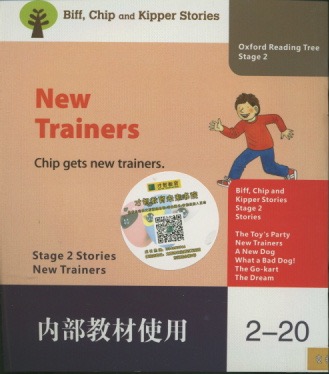 Biff, Chip and Kipper Stories
Oxford Reading Tree
Stage 2
New
Trainers
Chip gets new trainers.
Biff, Chip and
Kipper Stories
Stage 2
Stories
The Toy's Party
New Trainers
A New Dog
What a Bad Dog!
The Go-kart
The Dream
Stage 2 Stories
New Trainers
内部教材使用
2-20